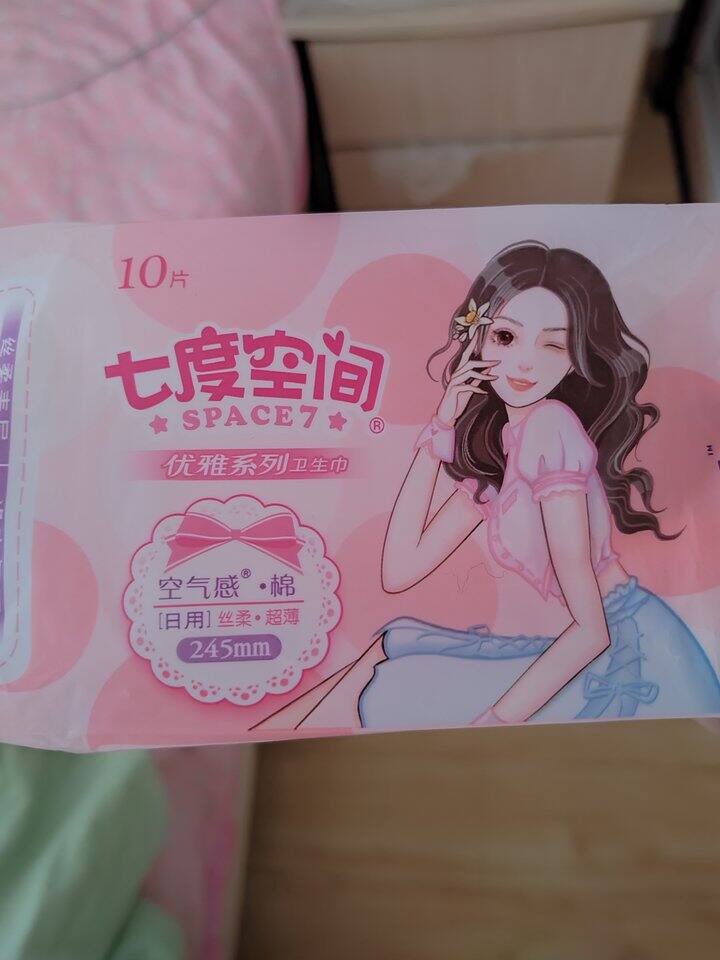 10片
七度空间
SPACE7®
优雅系列卫生巾
空气感®·棉
[日用]丝柔·超薄
245mm
TM